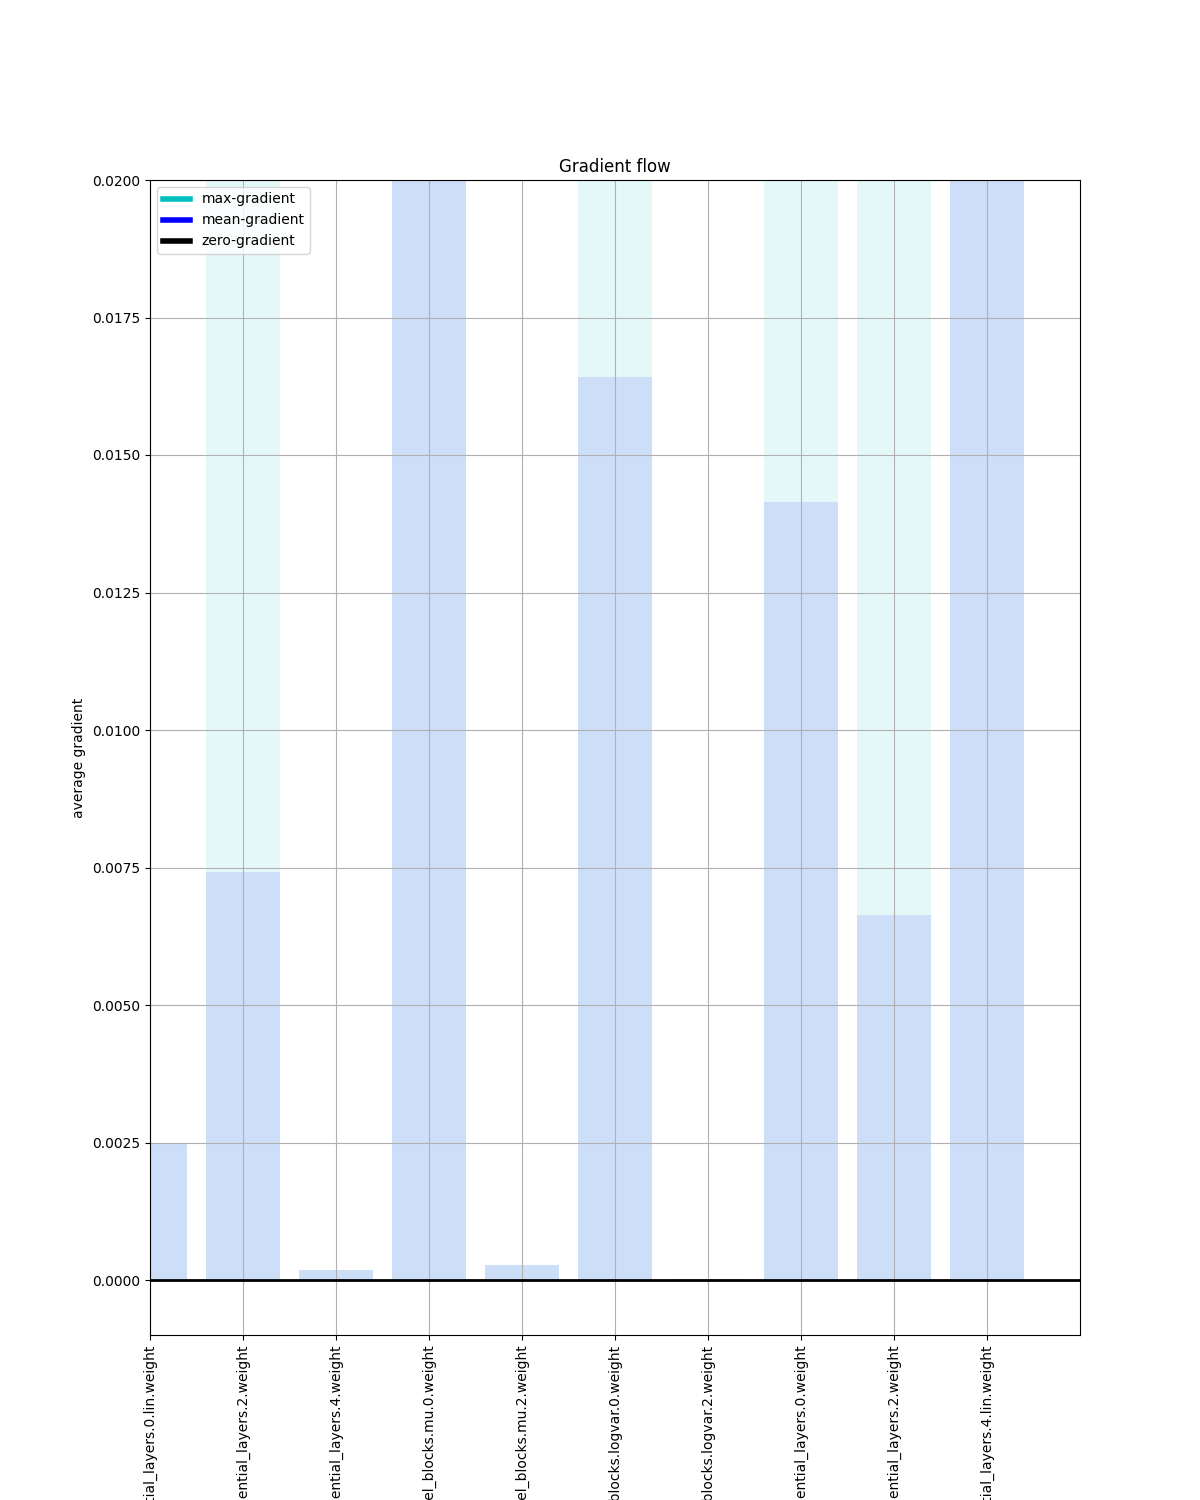 Gradient flow
max-gradient
mean-gradient
zero-gradient
0.0200
0.0175
0.0150
0.0125
0.0100
0.0075
0.0050
0.0025
0.0000
average gradient
tial_layers.0.lin.weight
ential_layers.2.weight
ential_layers.4.weight
el_blocks.mu.0.weight
el_blocks.mu.2.weight
blocks.logvar.0.weight
blocks.logvar.2.weight
ential_layers.0.weight
ential_layers.2.weight
tial_layers.4.lin.weight